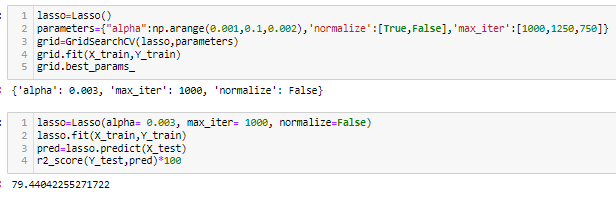 1 lasso=Lasso()
2 parameters={"alpha":np.arange(0.001,0.1,0.002),'normalize':[True,False],'max_iter':[1000,1250,750]}
3 grid=GridSearchCV(lasso,parameters)
4 grid.fit(X_train,Y_train)
5 grid.best_params_
: {'alpha': 0.003, 'max_iter': 1000, 'normalize': False}
: 1 lasso=Lasso(alpha= 0.003, max_iter= 1000, normalize=False)
2 lasso.fit(X_train,Y_train)
3 pred=lasso.predict(X_test)
4 r2_score(Y_test,pred)*100
: 79.44042255271722